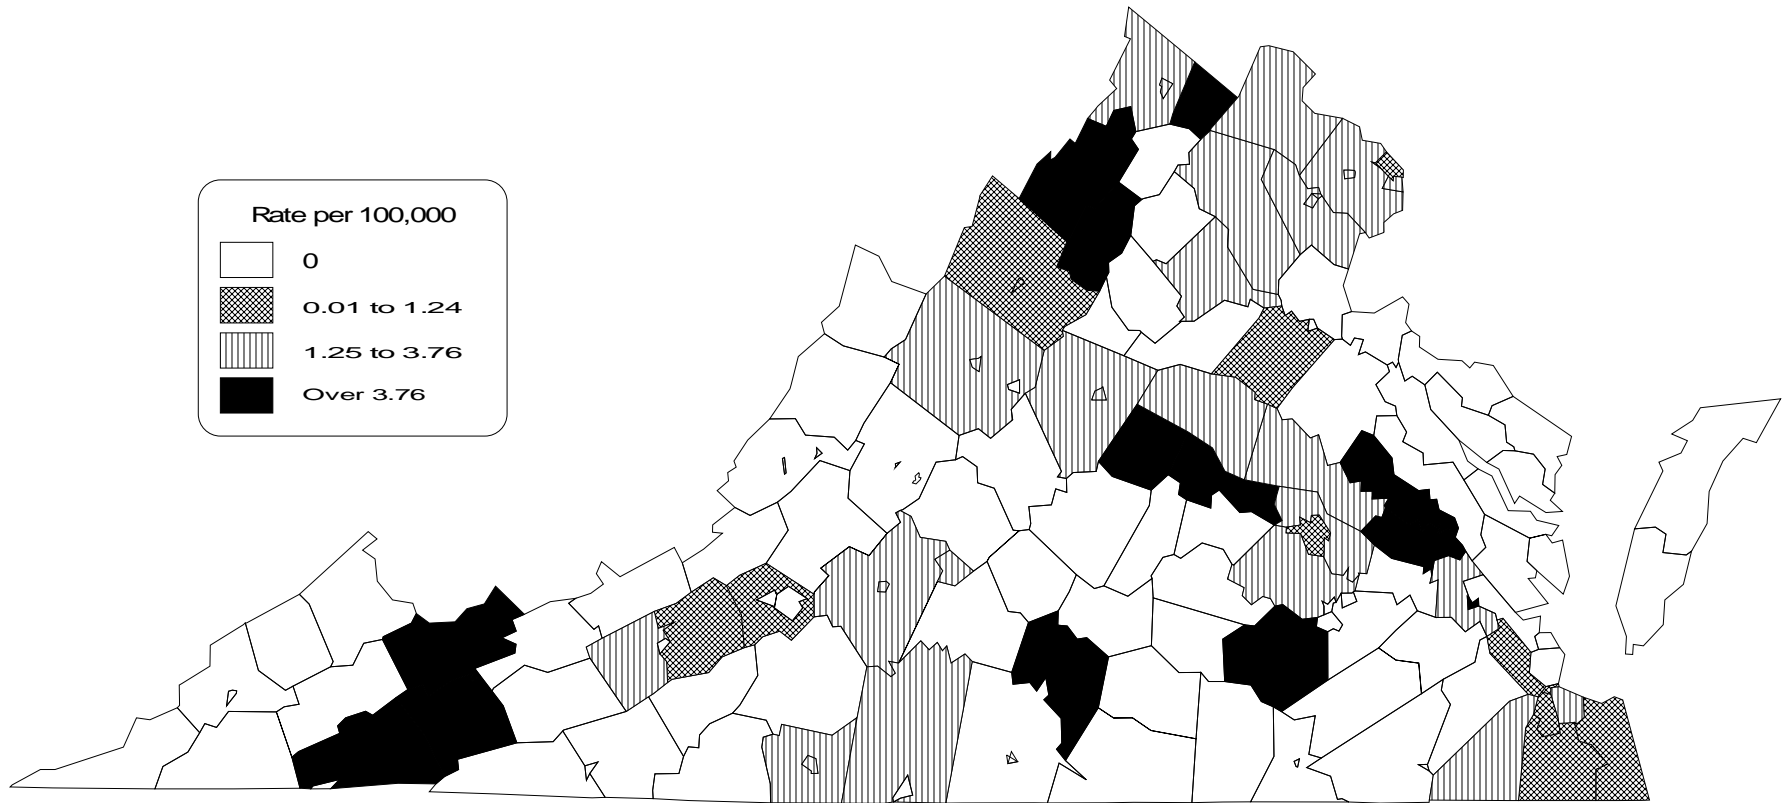 Rate per 100,000
0
0.01 to 1.24
1.25 to 3.76
Over 3.76